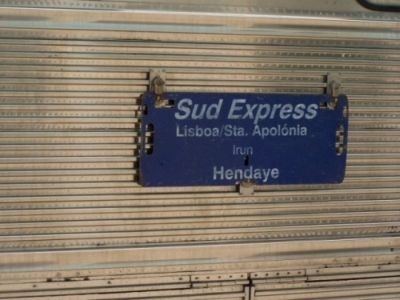 Sud Express
Lisboa/Sta. Apolónia
Irun
Hendaye